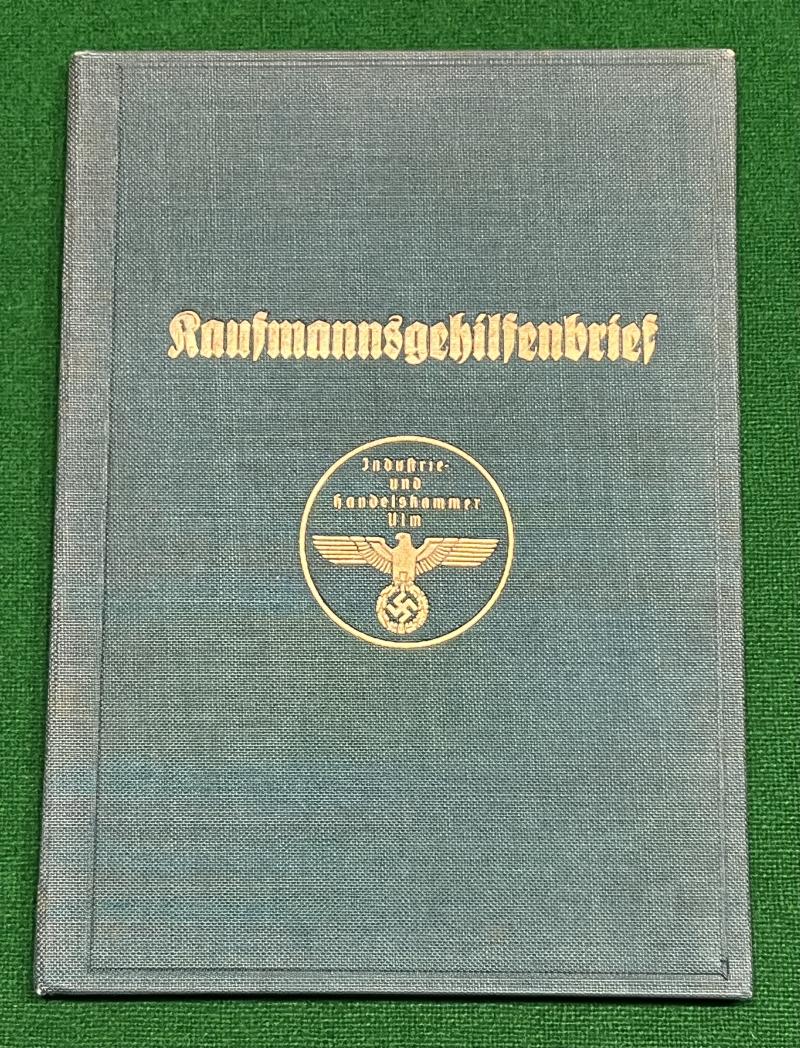 Kaufmannsgehilfenbrief
Industrie-
und
Handelskammer
Ulm